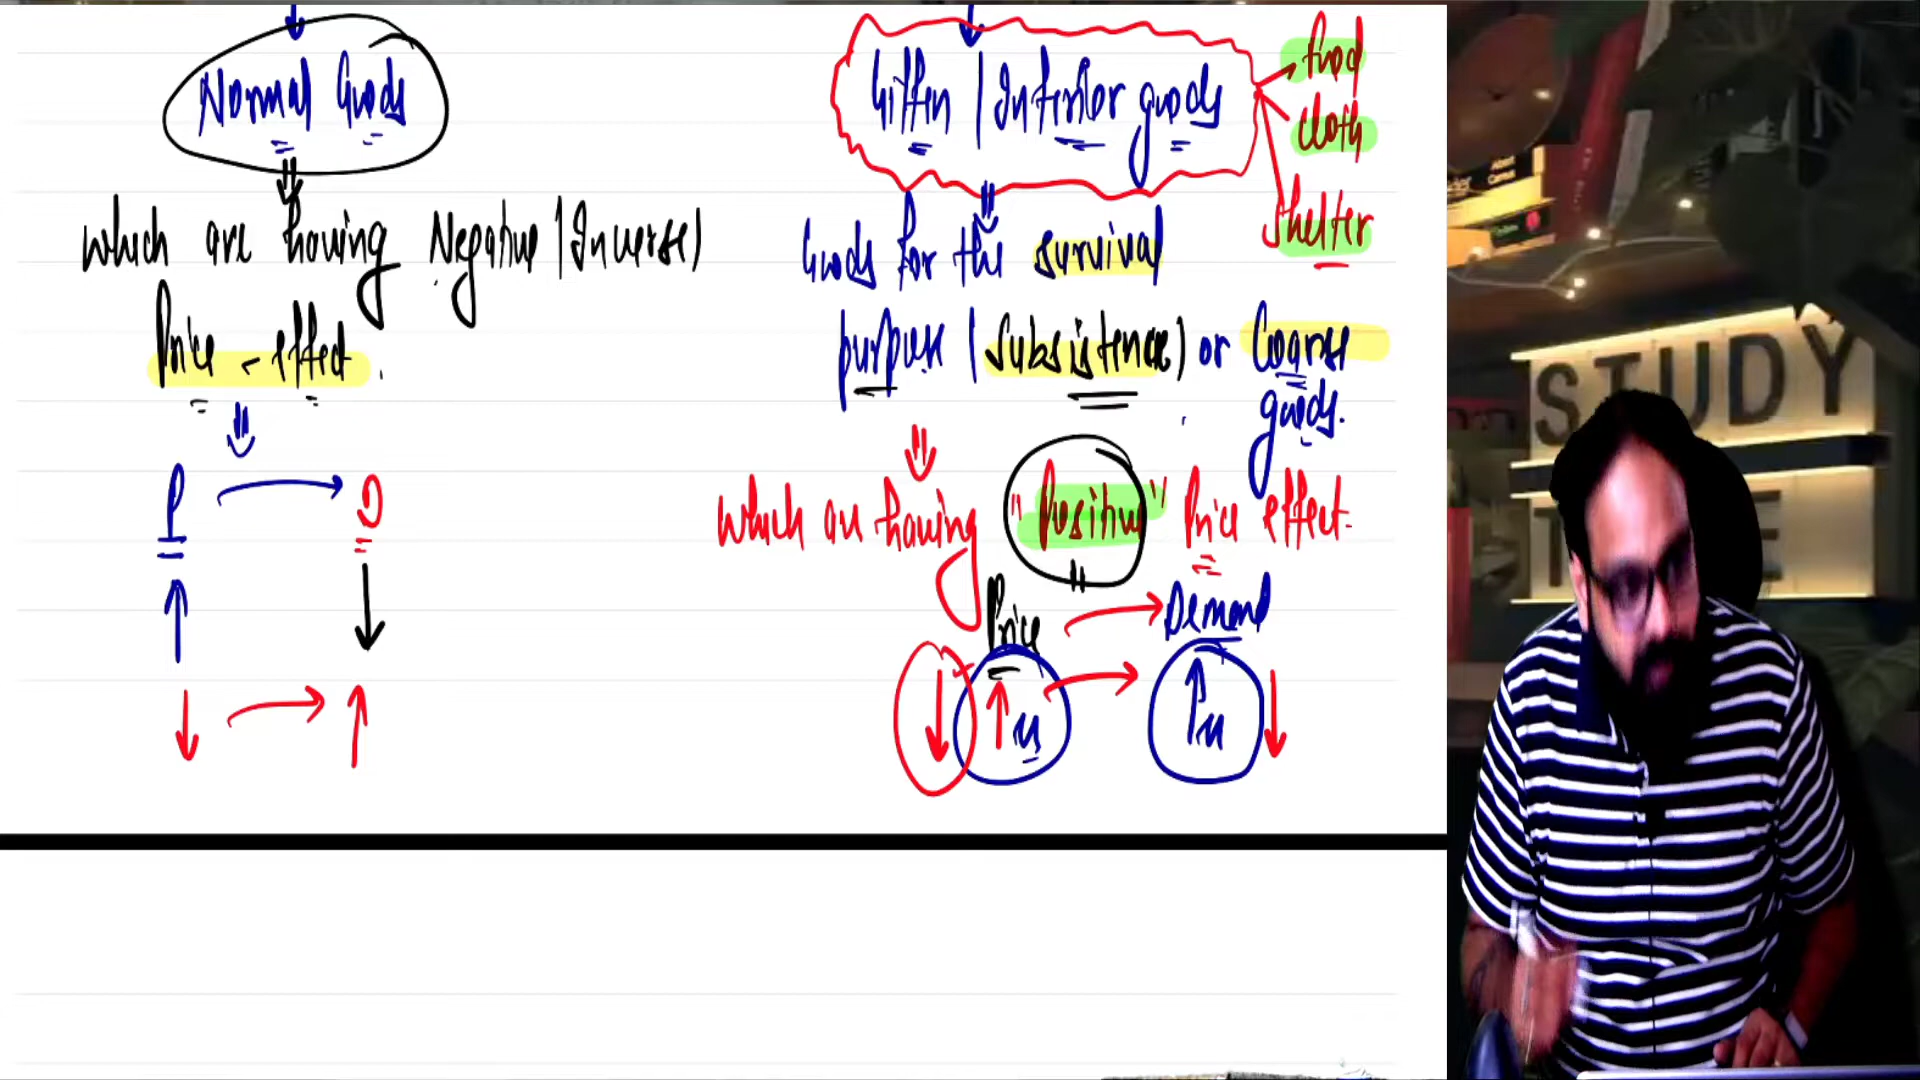 Normal Goods
which are having Negative (Inverse)
Price - effect.
P D
Giffen / Inferior goods
food
cloth
shelter
Goods for the survival
purpose (subsistence) or Coarse
goods.
which are having "Positive" Price effect.
Price Demand
STUDY